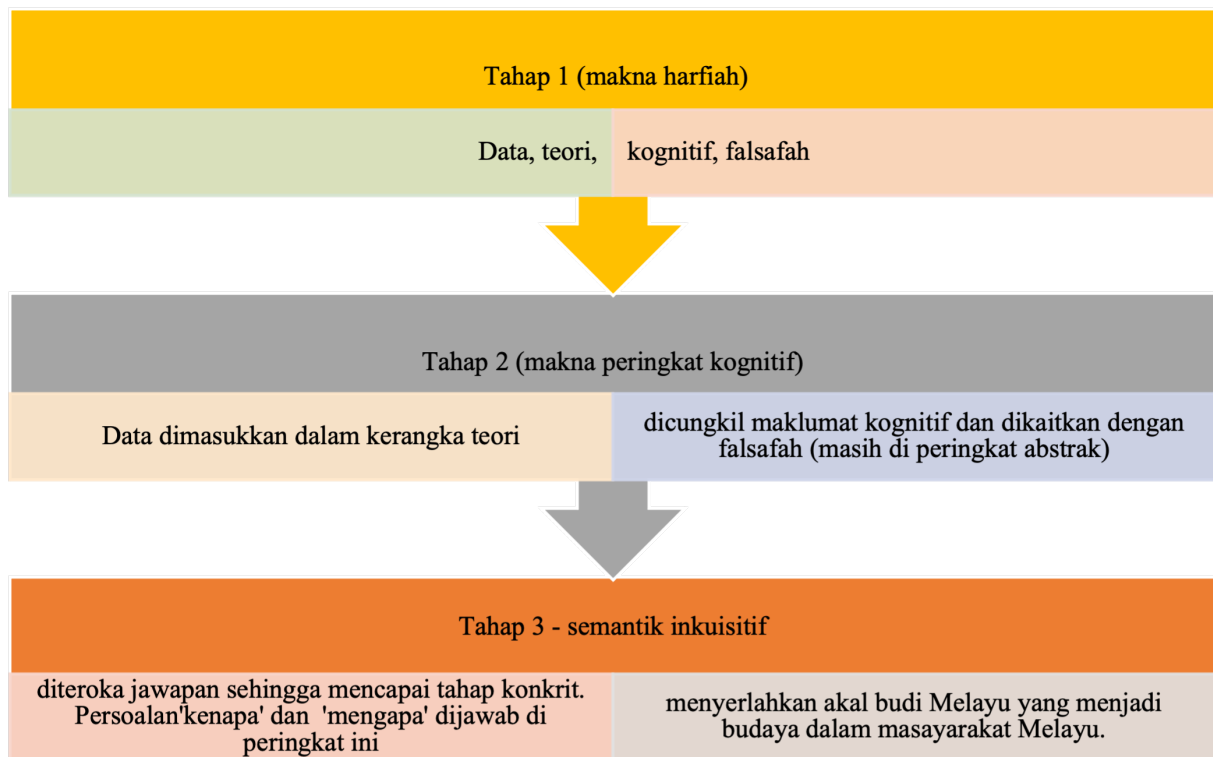 Tahap 1 (makna harfiah)
Data, teori,
kognitif, falsafah
Tahap 2 (makna peringkat kognitif)
Data dimasukkan dalam kerangka teori
dicungkil maklumat kognitif dan dikaitkan dengan
falsafah (masih di peringkat abstrak)
Tahap 3 - semantik inkuisitif
diteroka jawapan sehingga mencapai tahap konkrit.
Persoalan'kenapa' dan 'mengapa' dijawab di
peringkat ini
menyerlahkan akal budi Melayu yang menjadi
budaya dalam masayarakat Melayu.